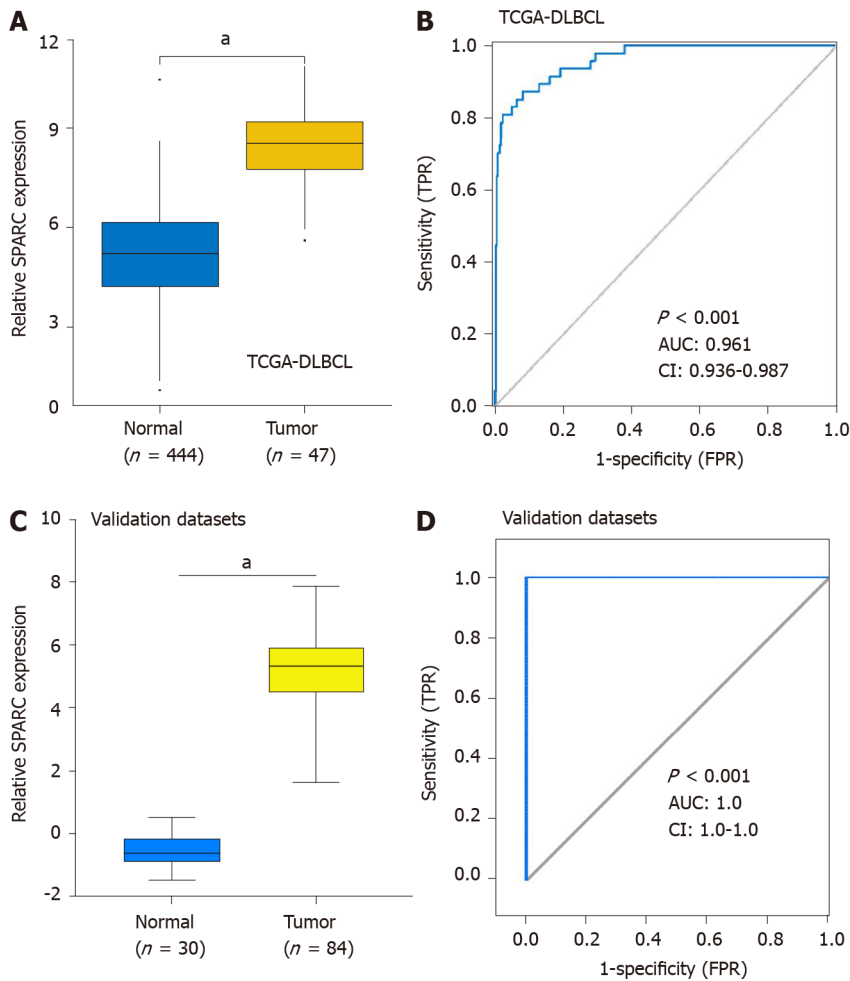 A
Relative SPARC expression
12
9
6
3
0
a
TCGA-DLBCL
Normal
(n = 444)
Tumor
(n = 47)
B
TCGA-DLBCL
Sensitivity (TPR)
1.0
0.8
0.6
0.4
0.2
0.0
P < 0.001
AUC: 0.961
CI: 0.936-0.987
0.0 0.2 0.4 0.6 0.8 1.0
1-specificity (FPR)
C
Validation datasets
Relative SPARC expression
10
8
6
4
2
0
-2
a
Normal
(n = 30)
Tumor
(n = 84)
D
Validation datasets
Sensitivity (TPR)
1.0
0.8
0.6
0.4
0.2
0.0
P < 0.001
AUC: 1.0
CI: 1.0-1.0
0.0 0.2 0.4 0.6 0.8 1.0
1-specificity (FPR)